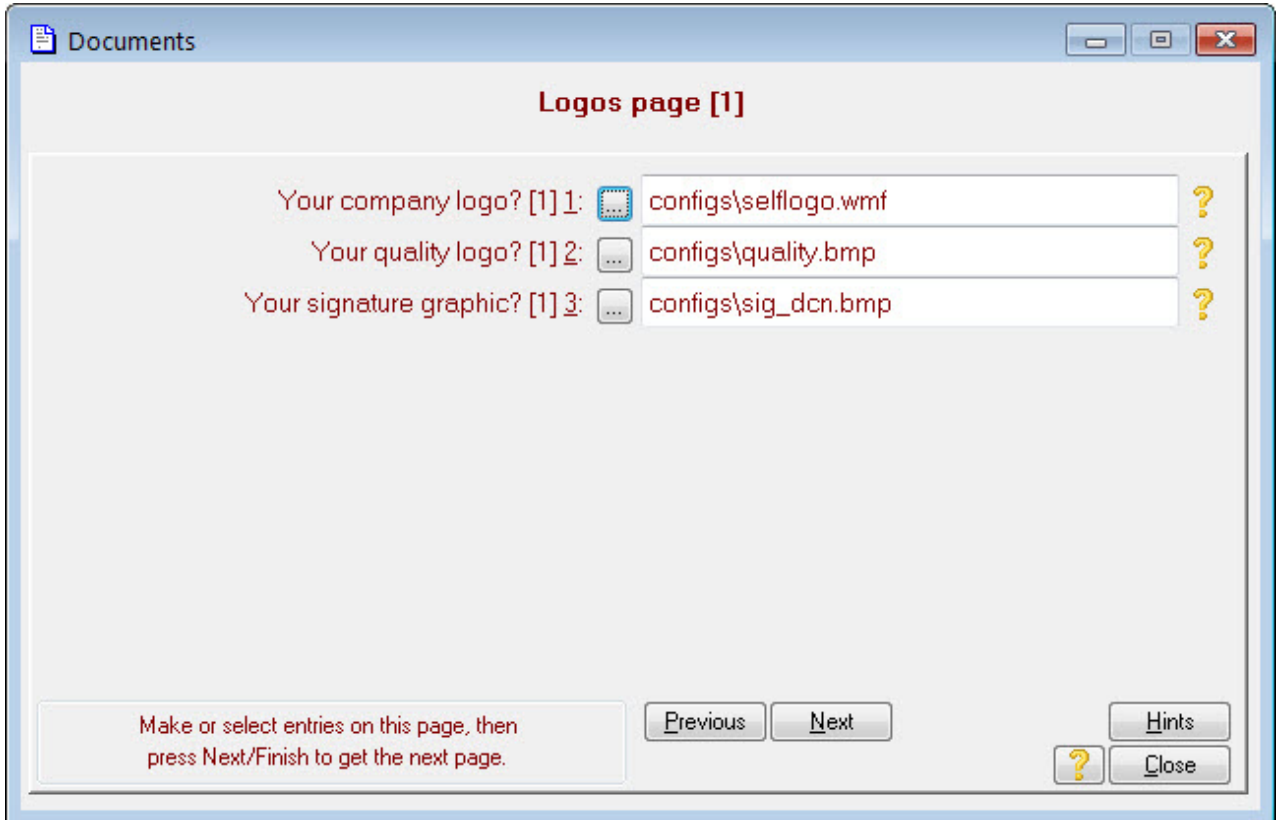 Documents
Logos page [1]
Your company logo? [1] 1: ... configs\selflogo.wmf ?
Your quality logo? [1] 2: ... configs\quality.bmp ?
Your signature graphic? [1] 3: ... configs\sig_dcn.bmp ?
Make or select entries on this page, then
press Next/Finish to get the next page.
Previous Next
Hints
? Close